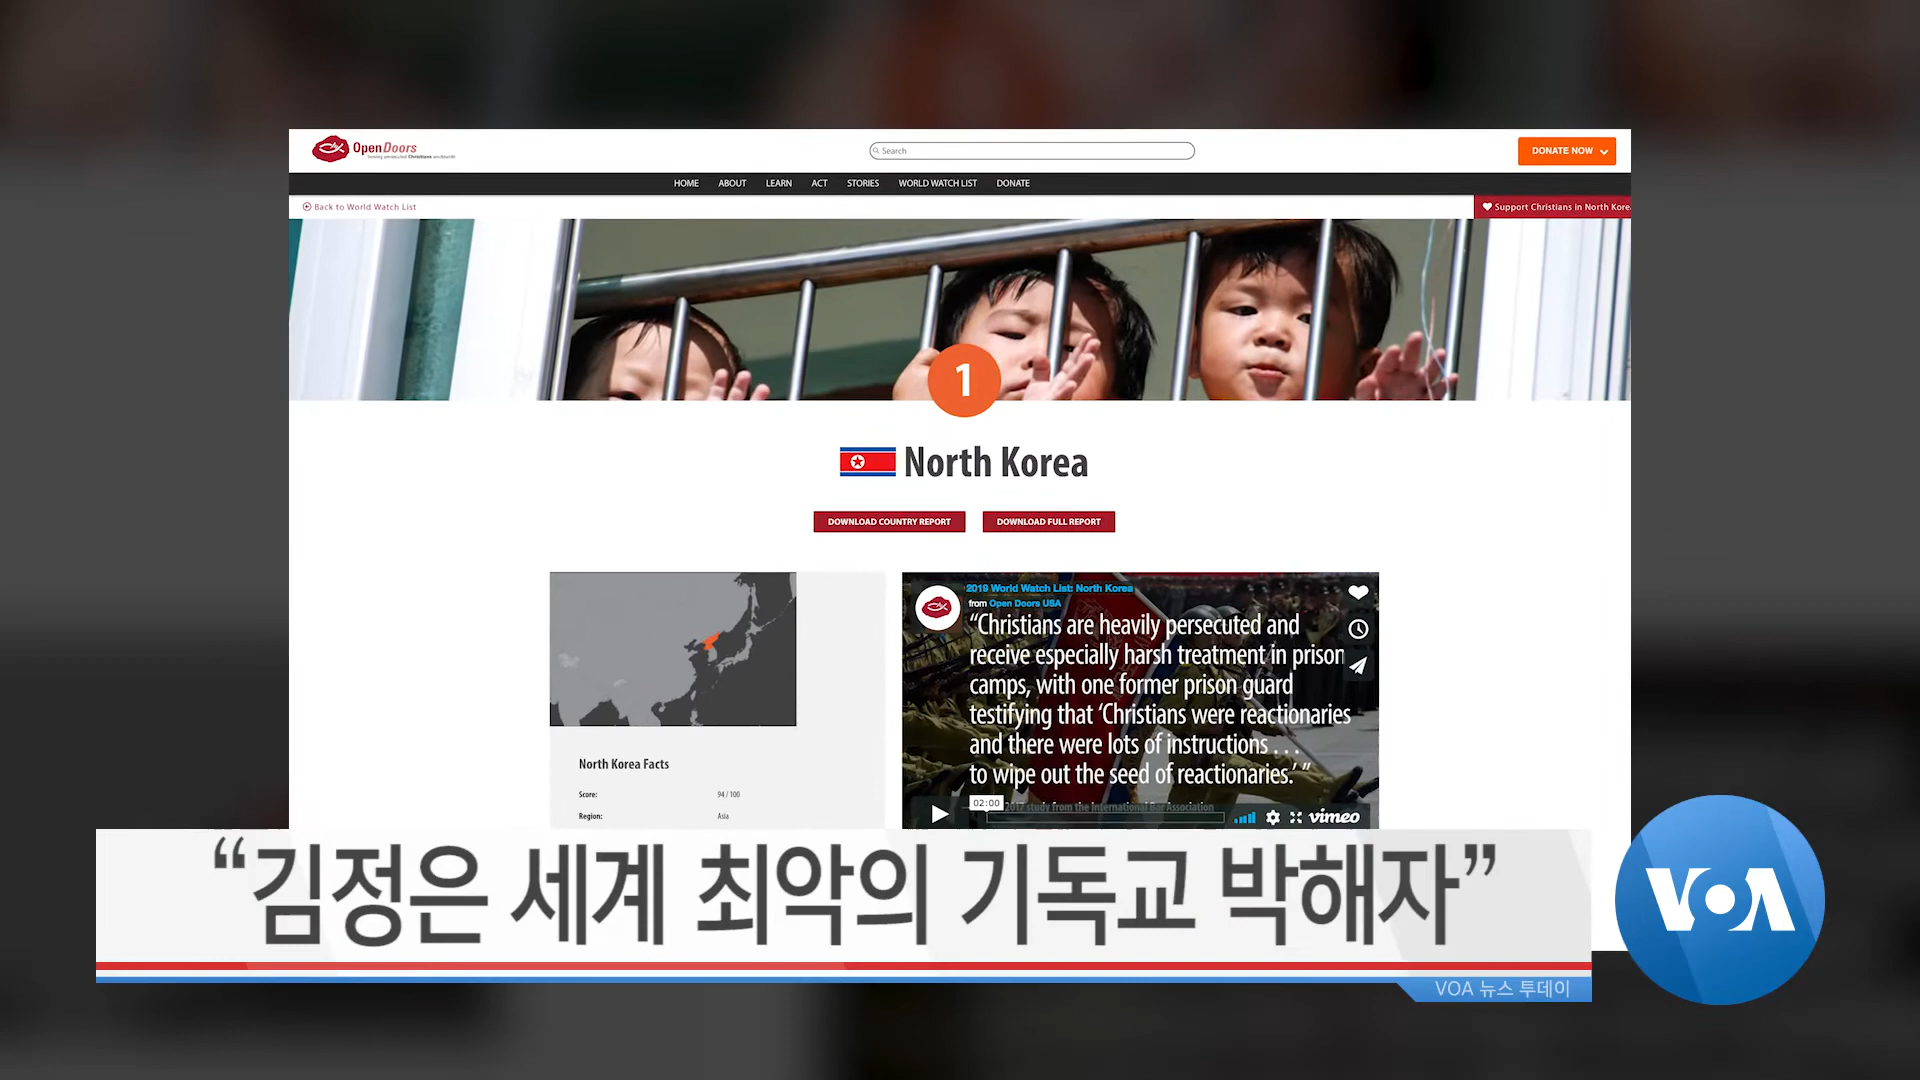 OpenDoors
Serving persecuted Christians worldwide
Search
DONATE NOW
HOME ABOUT LEARN ACT STORIES WORLD WATCH LIST DONATE
Back to World Watch List
Support Christians in North Kore
1
North Korea
DOWNLOAD COUNTRY REPORT DOWNLOAD FULL REPORT
2019 World Watch List: North Korea
from Open Doors USA
“Christians are heavily persecuted and
receive especially harsh treatment in prison
camps, with one former prison guard
testifying that ‘Christians were reactionaries
and there were lots of instructions . . .
to wipe out the seed of reactionaries.’ ”
02:00
2017 study from the International Bar Association
vimeo
North Korea Facts
Score: 94 / 100
Region: Asia
“김정은 세계 최악의 기독교 박해자”
VOA
VOA 뉴스 투데이